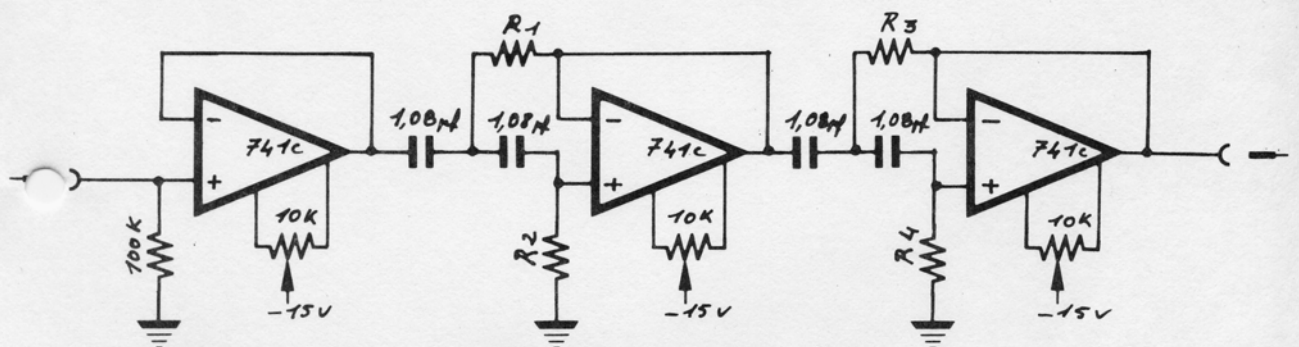 R1
R3
1,08µf
1,08µf
1,08µf
1,08µf
-
741c
+
-
741c
+
-
741c
+
100K
10K
-15v
R2
10K
-15v
R4
10K
-15v